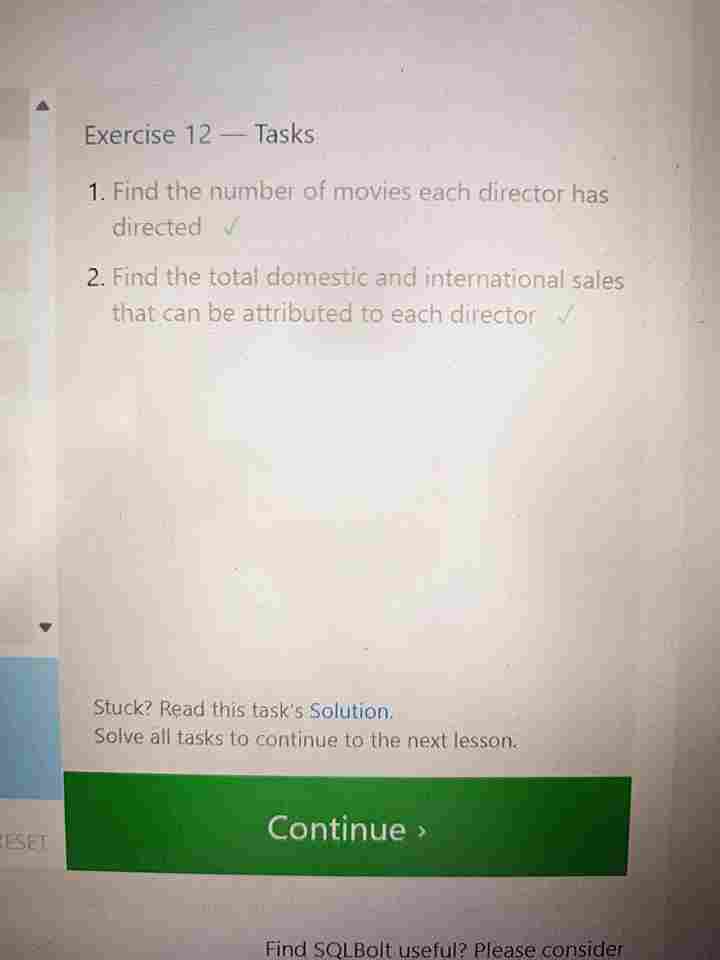 Exercise 12 — Tasks
1. Find the number of movies each director has
directed ✓
2. Find the total domestic and international sales
that can be attributed to each director ✓
Stuck? Read this task's Solution.
Solve all tasks to continue to the next lesson.
RESET
Continue ›
Find SQLBolt useful? Please consider